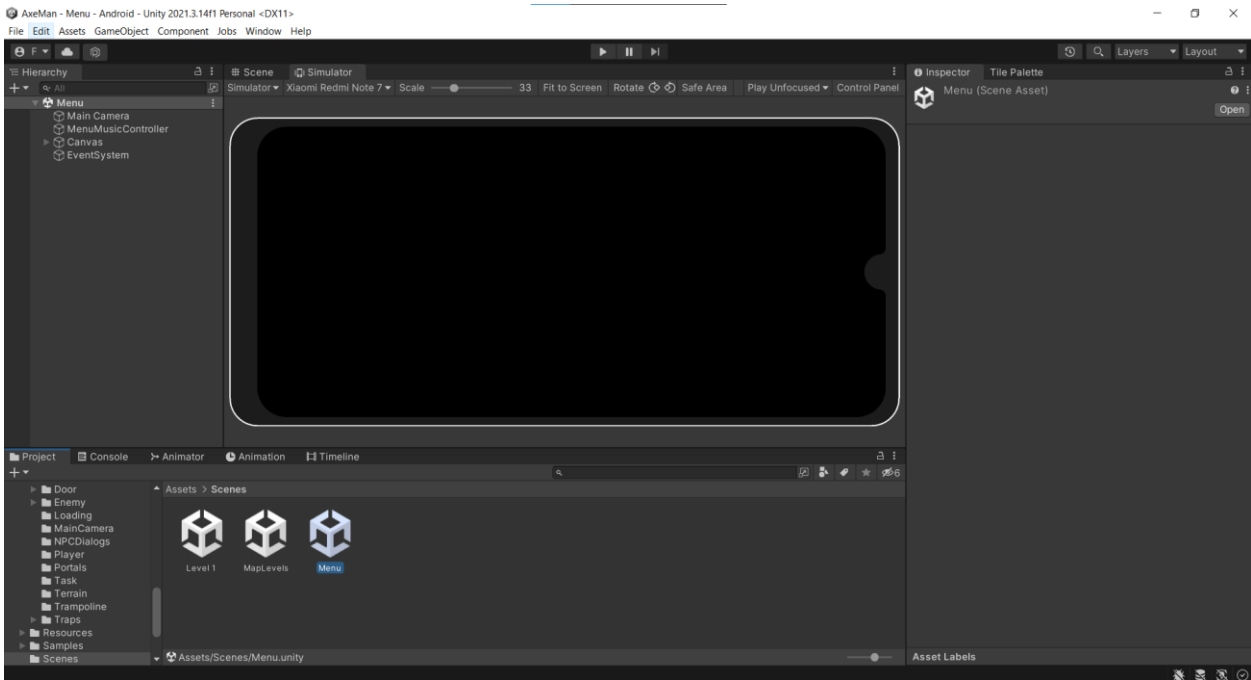 AxeMan - Menu - Android - Unity 2021.3.14f1 Personal <DX11>
File Edit Assets GameObject Component Jobs Window Help
F Layers Layout
Hierarchy # Scene Simulator Inspector Tile Palette
All Simulator Xiaomi Redmi Note 7 Scale 33 Fit to Screen Rotate Safe Area Play Unfocused Control Panel Menu (Scene Asset)
Open
Menu
Main Camera
MenuMusicController
Canvas
EventSystem
Project Console Animator Animation Timeline
6
Assets > Scenes
Door
Enemy
Loading
MainCamera
NPCDialogs
Player
Portals
Task
Terrain
Trampoline
Traps
Resources
Samples
Scenes
Level 1 MapLevels Menu
Assets/Scenes/Menu.unity
Asset Labels